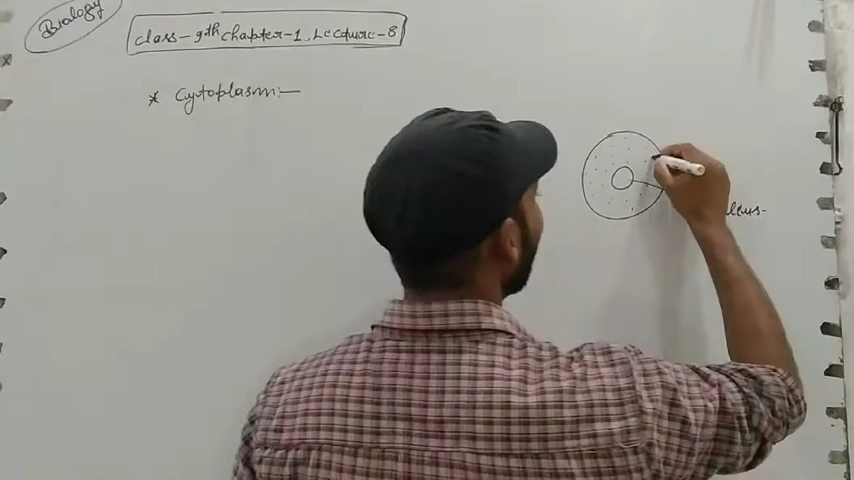 Biology
class-9th chapter-1, Lecture-8
* Cytoplasm:-